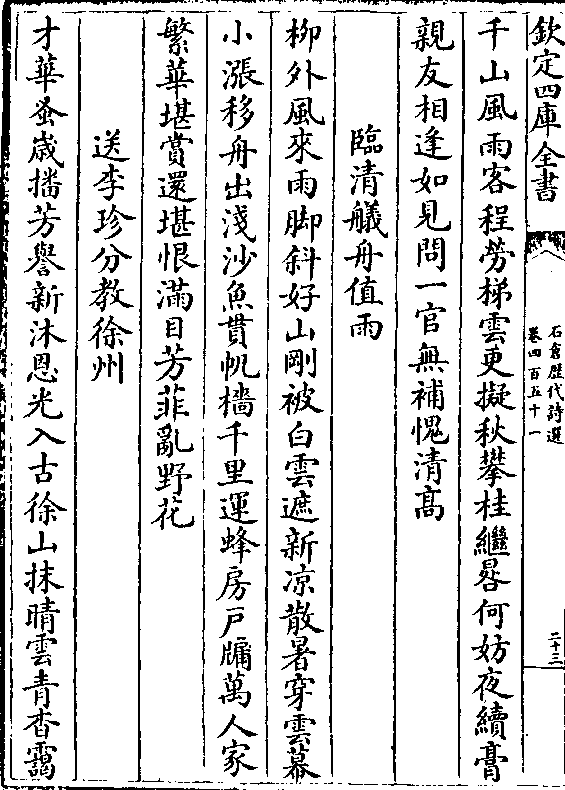 欽定四庫全書
石倉歴代詩選
卷四百五十一
二十三
千山風雨客程勞梯雲更擬秋攀桂繼晷何妨夜續膏
親友相逢如見問一官無補愧清髙
臨清艤舟值雨
柳外風來雨脚斜好山剛被白雲遮新凉散暑穿雲幕
小漲移舟出淺沙魚貫帆檣千里運蜂房戸牖萬人家
繁華堪賞還堪恨滿目芳菲亂野花
送李珍分教徐州
才華蚤嵗播芳譽新沐恩光入古徐山抹晴雲青杳靄